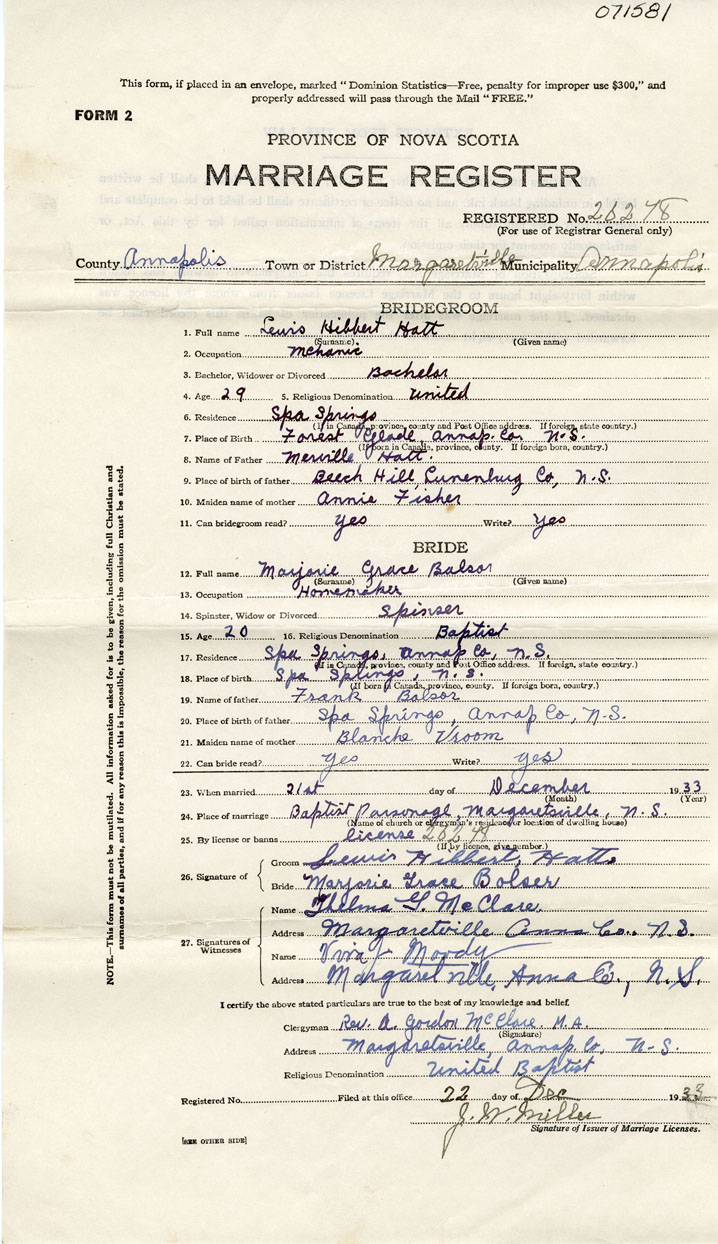 071581
This form, if placed in an envelope, marked “Dominion Statistics—Free, penalty for improper use $300,” and
properly addressed will pass through the Mail “FREE.”
FORM 2
PROVINCE OF NOVA SCOTIA
MARRIAGE REGISTER
REGISTERED No. 28278
(For use of Registrar General only)
County Annapolis Town or District Margaretville Municipality Annapolis
BRIDEGROOM
1. Full name Lewis Hibbert Hatt
(Surname) (Given name)
2. Occupation Mchanic
3. Bachelor, Widower or Divorced Bachelor
4. Age 29 5. Religious Denomination United
6. Residence Spa Springs
(If in Canada, province, county and Post Office address. If foreign, state country.)
7. Place of Birth Forest Glade, Annap. Co. N.S.
(If born in Canada, province, county. If foreign born, country.)
8. Name of Father Merville Hatt.
9. Place of birth of father Beech Hill, Lunenburg Co, N.S.
10. Maiden name of mother Annie Fisher
11. Can bridegroom read? Yes Write? Yes
BRIDE
12. Full name Marjorie Grace Balsor
(Surname) (Given name)
13. Occupation Homemaker
14. Spinster, Widow or Divorced Spinser
15. Age 20 16. Religious Denomination Baptist
17. Residence Spa Springs, Annap Co, N.S.
(If in Canada, province, county and Post Office address. If foreign, state country.)
18. Place of birth Spa Splings, N.S.
(If born if Canada, province, county. If foreign born, country.)
19. Name of father Frank Balsor
20. Place of birth of father Spa Springs, Annap Co, N.S.
21. Maiden name of mother Blanche Vroom
22. Can bride read? yes Write? yes
23. When married 21st day of December 1933
(Month) (Year)
24. Place of marriage Baptist Parsonage, Margaretsville, N.S.
(Name of church or clergyman's residence or location of dwelling house)
25. By license or banns license 28278
(If by licence, give number.)
26. Signature of
Groom Lewis Hibbert Hatt
Bride Marjorie Grace Bolser
27. Signatures of Witnesses
Name Thelma G. McClare.
Address Margaretville Anna Co., N.S.
Name Vivra Moody
Address Margaretville, Anna Co., N.S.
I certify the above stated particulars are true to the best of my knowledge and belief.
Clergyman Rev. A. Gordon McClare, M.A.
(Signature)
Address Margaretsville, Annap Co, N-S.
Religious Denomination United Baptist
Registered No. Filed at this office 22 day of Dec 1933
J. W. Miller
Signature of Issuer of Marriage Licenses.
[SEE OTHER SIDE]
NOTE.—This form must not be mutilated. All information asked for is to be given, including full Christian and
surnames of all parties, and if for any reason this is impossible, the reason for the omission must be stated.